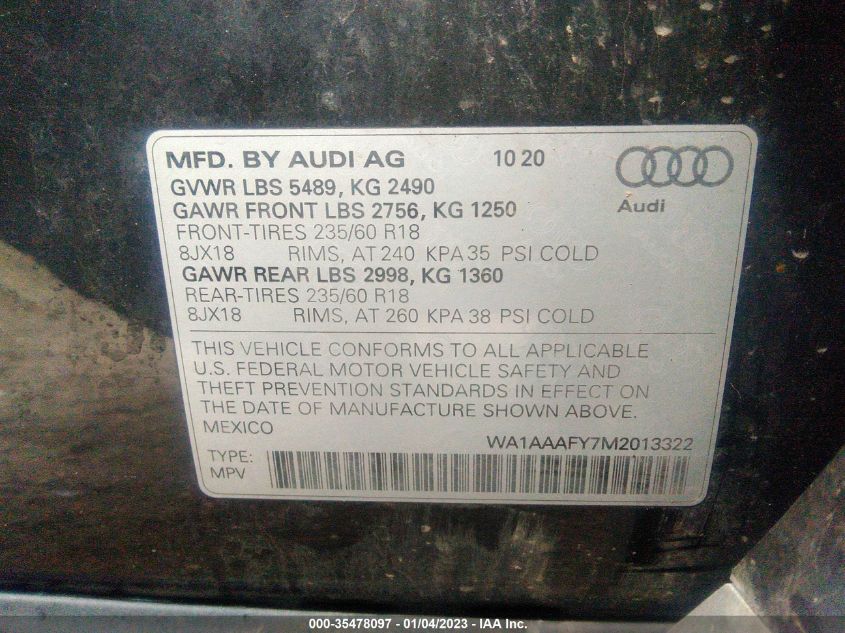 MFD. BY AUDI AG 10 20
GVWR LBS 5489, KG 2490
GAWR FRONT LBS 2756, KG 1250
Audi
FRONT-TIRES 235/60 R18
8JX18 RIMS, AT 240 KPA 35 PSI COLD
GAWR REAR LBS 2998, KG 1360
REAR-TIRES 235/60 R18
8JX18 RIMS, AT 260 KPA 38 PSI COLD
THIS VEHICLE CONFORMS TO ALL APPLICABLE
U.S. FEDERAL MOTOR VEHICLE SAFETY AND
THEFT PREVENTION STANDARDS IN EFFECT ON
THE DATE OF MANUFACTURE SHOWN ABOVE.
MEXICO
WA1AAAFY7M2013322
TYPE:
MPV
000-35478097 - 01/04/2023 - IAA Inc.